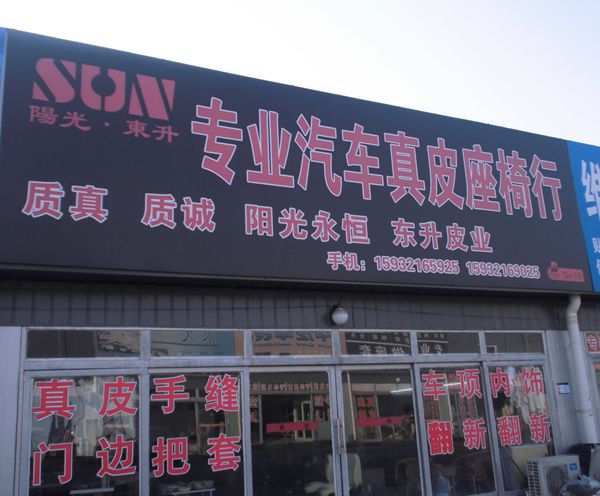 SUN
陽光·東升
专业汽车真皮座椅行
质真 质诚 阳光永恒 东升皮业
手机：15932165925 15932169025
真皮手缝
门边把套
车顶内饰
翻新翻新